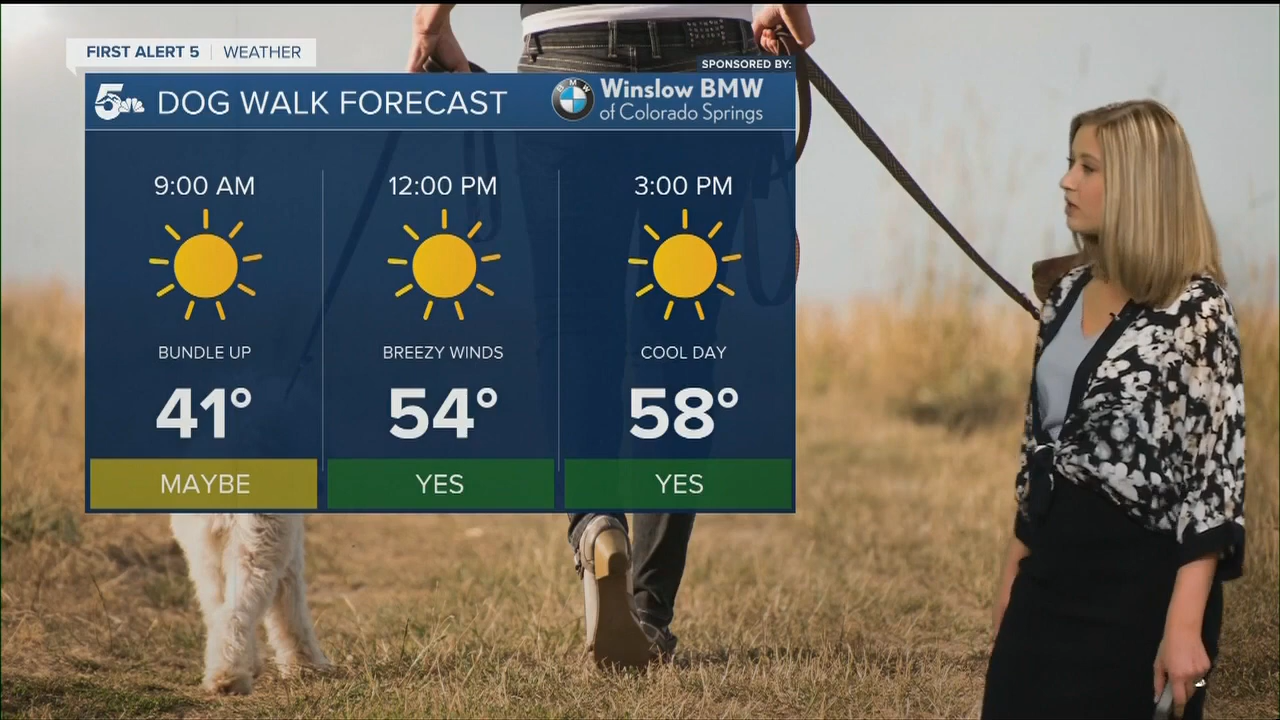 FIRST ALERT 5 | WEATHER
SPONSORED BY:
5 DOG WALK FORECAST
BMW
Winslow BMW
of Colorado Springs
9:00 AM
BUNDLE UP
41°
MAYBE
12:00 PM
BREEZY WINDS
54°
YES
3:00 PM
COOL DAY
58°
YES